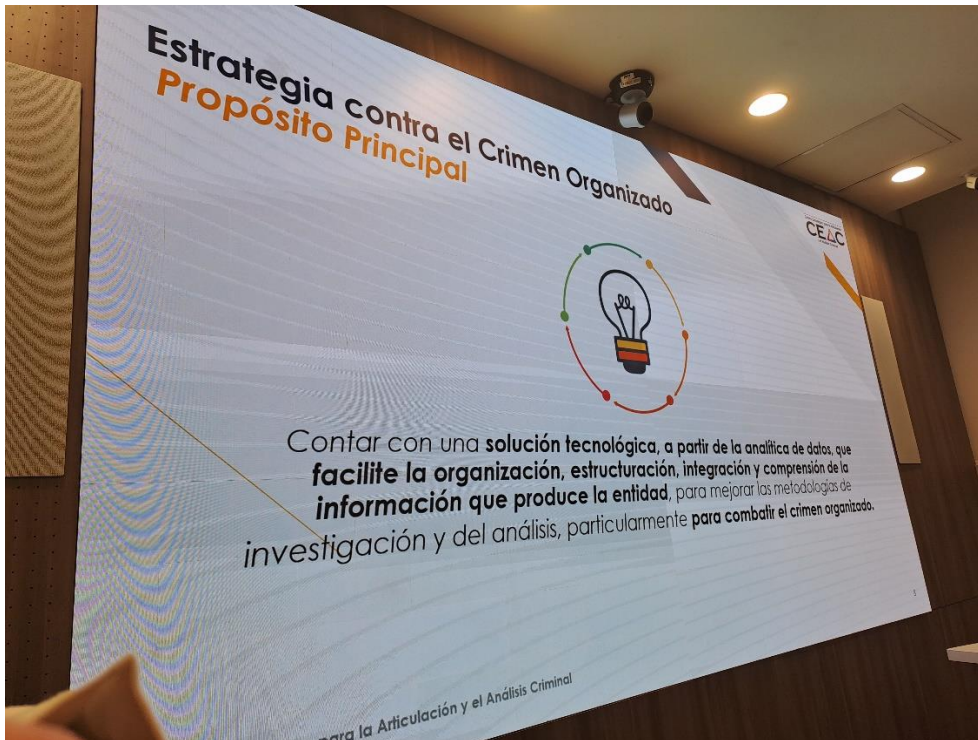 Estrategia contra el Crimen Organizado
Propósito Principal
CEAC
Contar con una solución tecnológica, a partir de la analítica de datos, que
facilite la organización, estructuración, integración y comprensión de la
información que produce la entidad, para mejorar las metodologías de
investigación y del análisis, particularmente para combatir el crimen organizado.
para la Articulación y el Análisis Criminal